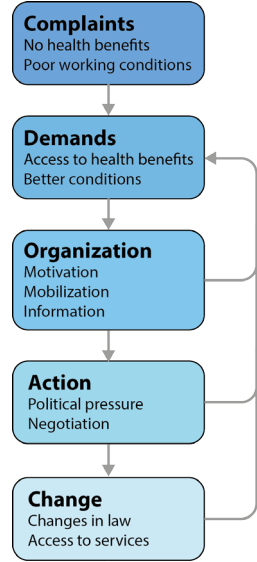 Complaints
No health benefits
Poor working conditions
Demands
Access to health benefits
Better conditions
Organization
Motivation
Mobilization
Information
Action
Political pressure
Negotiation
Change
Changes in law
Access to services